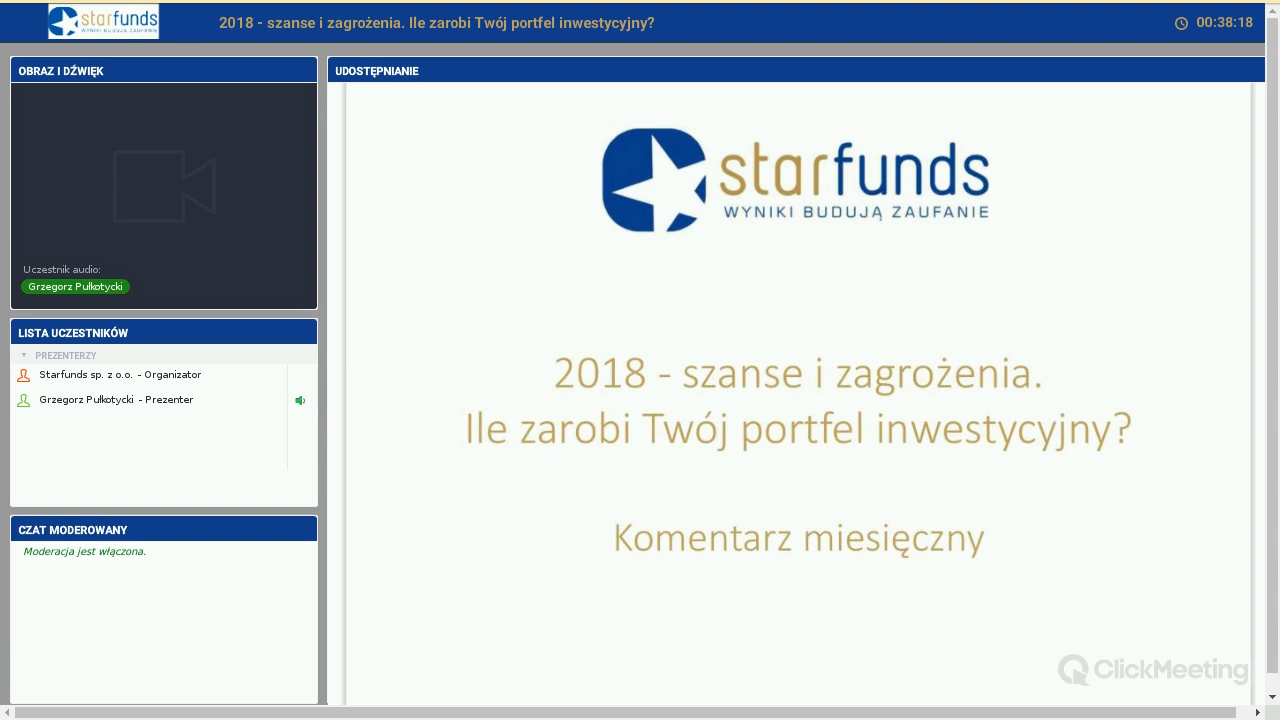 starfunds
WYNIKI BUDUJĄ ZAUFANIE
2018 - szanse i zagrożenia. Ile zarobi Twój portfel inwestycyjny?
00:38:18
OBRAZ I DŹWIĘK
Uczestnik audio:
Grzegorz Pułkotycki
LISTA UCZESTNIKÓW
PREZENTERZY
Starfunds sp. z o.o. - Organizator
Grzegorz Pułkotycki - Prezenter
CZAT MODEROWANY
Moderacja jest włączona.
UDOSTĘPNIANIE
starfunds
WYNIKI BUDUJĄ ZAUFANIE
2018 - szanse i zagrożenia.
Ile zarobi Twój portfel inwestycyjny?
Komentarz miesięczny
ClickMeeting